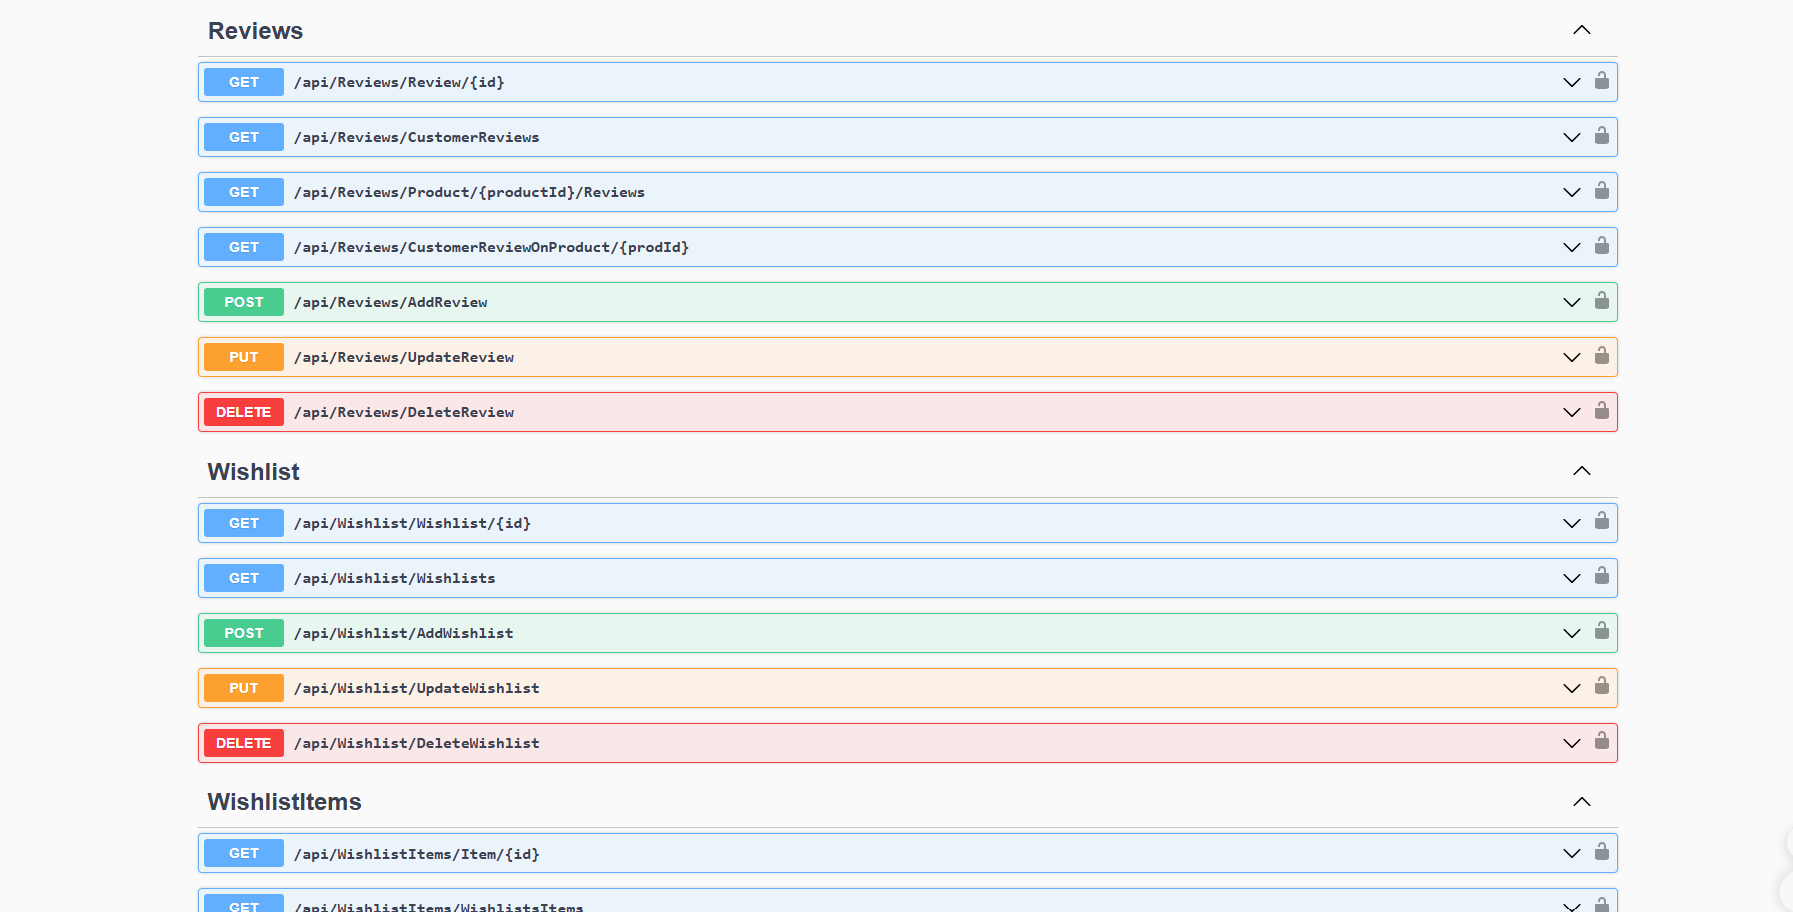 Reviews
GET /api/Reviews/Review/{id}
GET /api/Reviews/CustomerReviews
GET /api/Reviews/Product/{productId}/Reviews
GET /api/Reviews/CustomerReviewOnProduct/{prodId}
POST /api/Reviews/AddReview
PUT /api/Reviews/UpdateReview
DELETE /api/Reviews/DeleteReview
Wishlist
GET /api/Wishlist/Wishlist/{id}
GET /api/Wishlist/Wishlists
POST /api/Wishlist/AddWishlist
PUT /api/Wishlist/UpdateWishlist
DELETE /api/Wishlist/DeleteWishlist
WishlistItems
GET /api/WishlistItems/Item/{id}
GET /api/WishlistItems/WishlistsItems